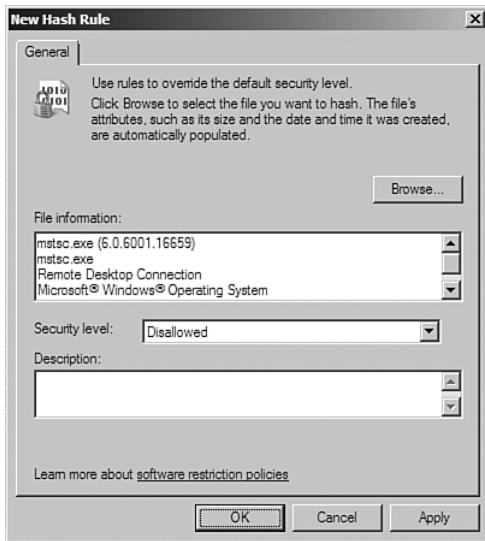 New Hash Rule
General
Use rules to override the default security level.
Click Browse to select the file you want to hash. The file's
attributes, such as its size and the date and time it was created,
are automatically populated.
Browse...
File information:
mstsc.exe (6.0.6001.16659)
mstsc.exe
Remote Desktop Connection
Microsoft® Windows® Operating System
Security level:
Disallowed
Description:
Learn more about software restriction policies
OK
Cancel
Apply